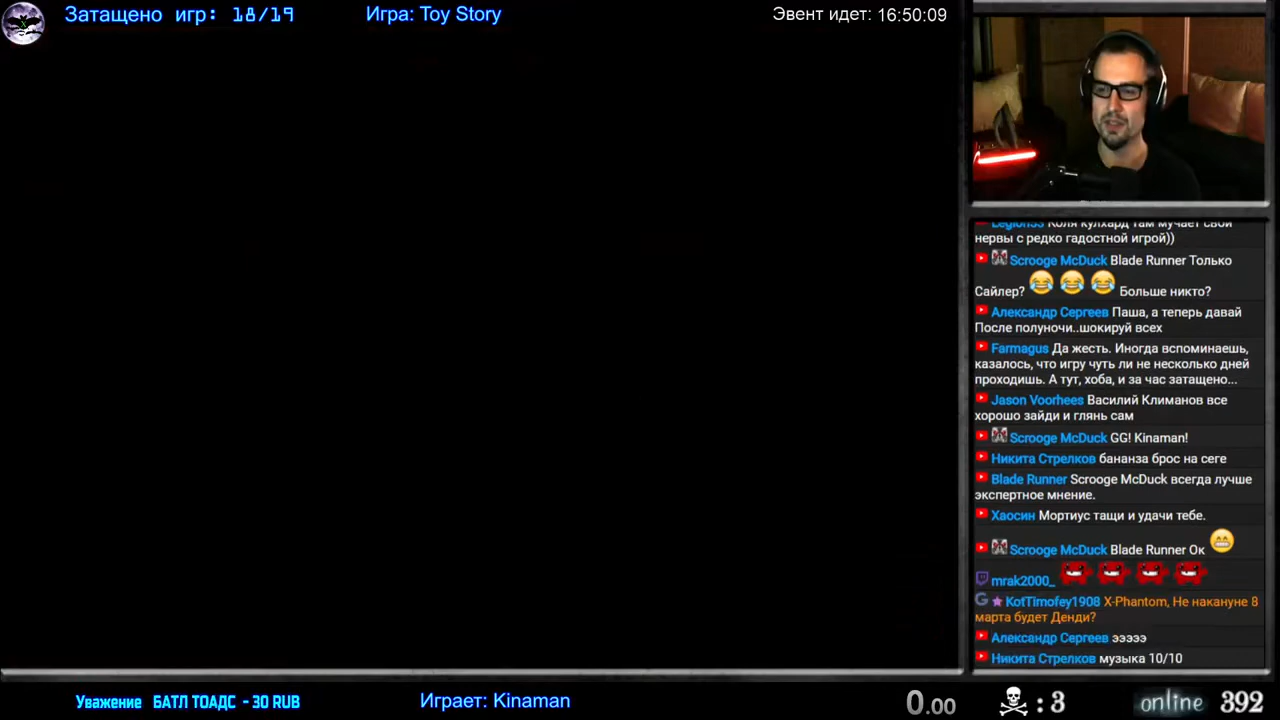 Затащено игр: 18/19
Игра: Toy Story
Эвент идет: 16:50:09
Legion33 Коля кулхард там мучает свои
нервы с редко гадостной игрой))
Scrooge McDuck Blade Runner Только
Сайлер? 😂 😂 😂 Больше никто?
Александр Сергеев Паша, а теперь давай
После полуночи..шокируй всех
Farmagus Да жесть. Иногда вспоминаешь,
казалось, что игру чуть ли не несколько дней
проходишь. А тут, хоба, и за час затащено...
Jason Voorhees Василий Климанов все
хорошо зайди и глянь сам
Scrooge McDuck GG! Kinaman!
Никита Стрелков бананза брос на сеге
Blade Runner Scrooge McDuck всегда лучше
экспертное мнение.
Хаосин Мортиус тащи и удачи тебе.
Scrooge McDuck Blade Runner Ок 😁
mrak2000_
KotTimofey1908 X-Phantom, Не накануне 8
марта будет Денди?
Александр Сергеев эээээ
Никита Стрелков музыка 10/10
Уважение БАТЛ ТОАДС - 30 RUB
Играет: Kinaman
0.00
: 3
online 392